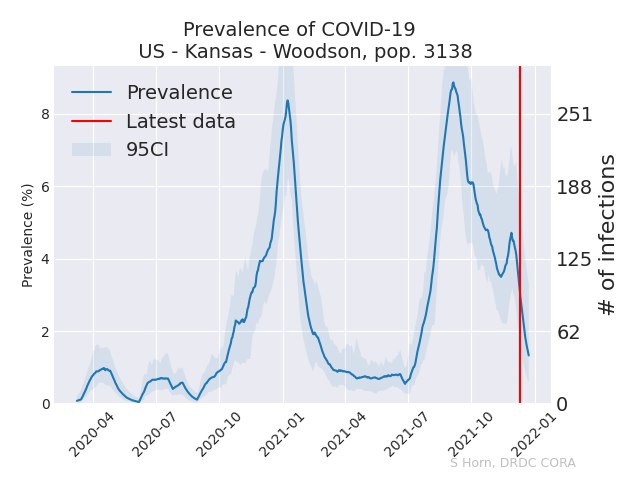 Prevalence of COVID-19
US - Kansas - Woodson, pop. 3138
Prevalence
Latest data
95CI
Prevalence (%)
8
6
4
2
0
251
188
125
62
0
# of infections
2020-04
2020-07
2020-10
2021-01
2021-04
2021-07
2021-10
2022-01
S Horn, DRDC CORA